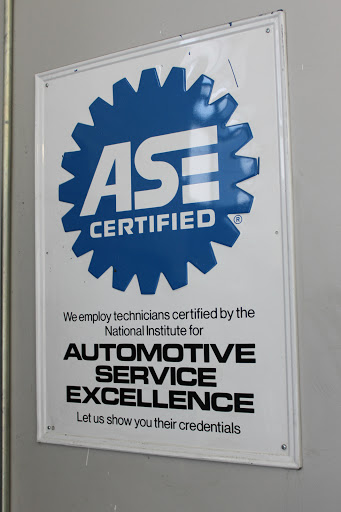 ASE
CERTIFIED ®
We employ technicians certified by the
National Institute for
AUTOMOTIVE
SERVICE
EXCELLENCE
Let us show you their credentials